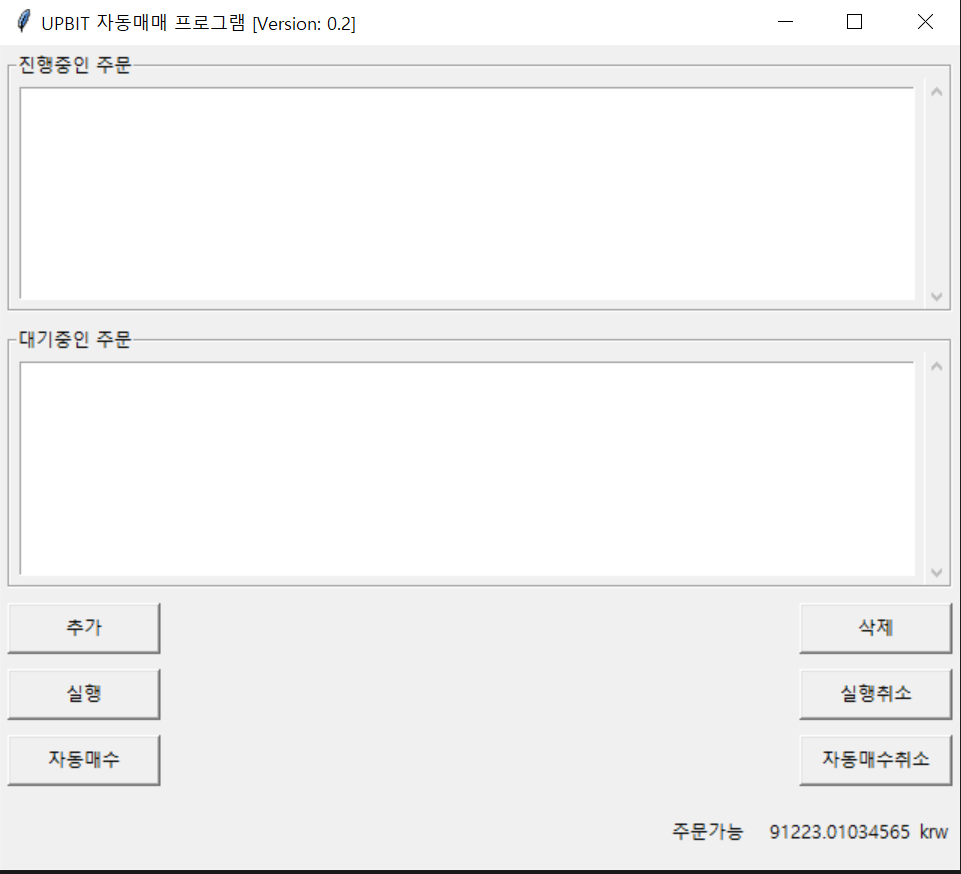 UPBIT 자동매매 프로그램 [Version: 0.2]
진행중인 주문
대기중인 주문
추가 삭제
실행 실행취소
자동매수 자동매수취소
주문가능 91223.01034565 krw